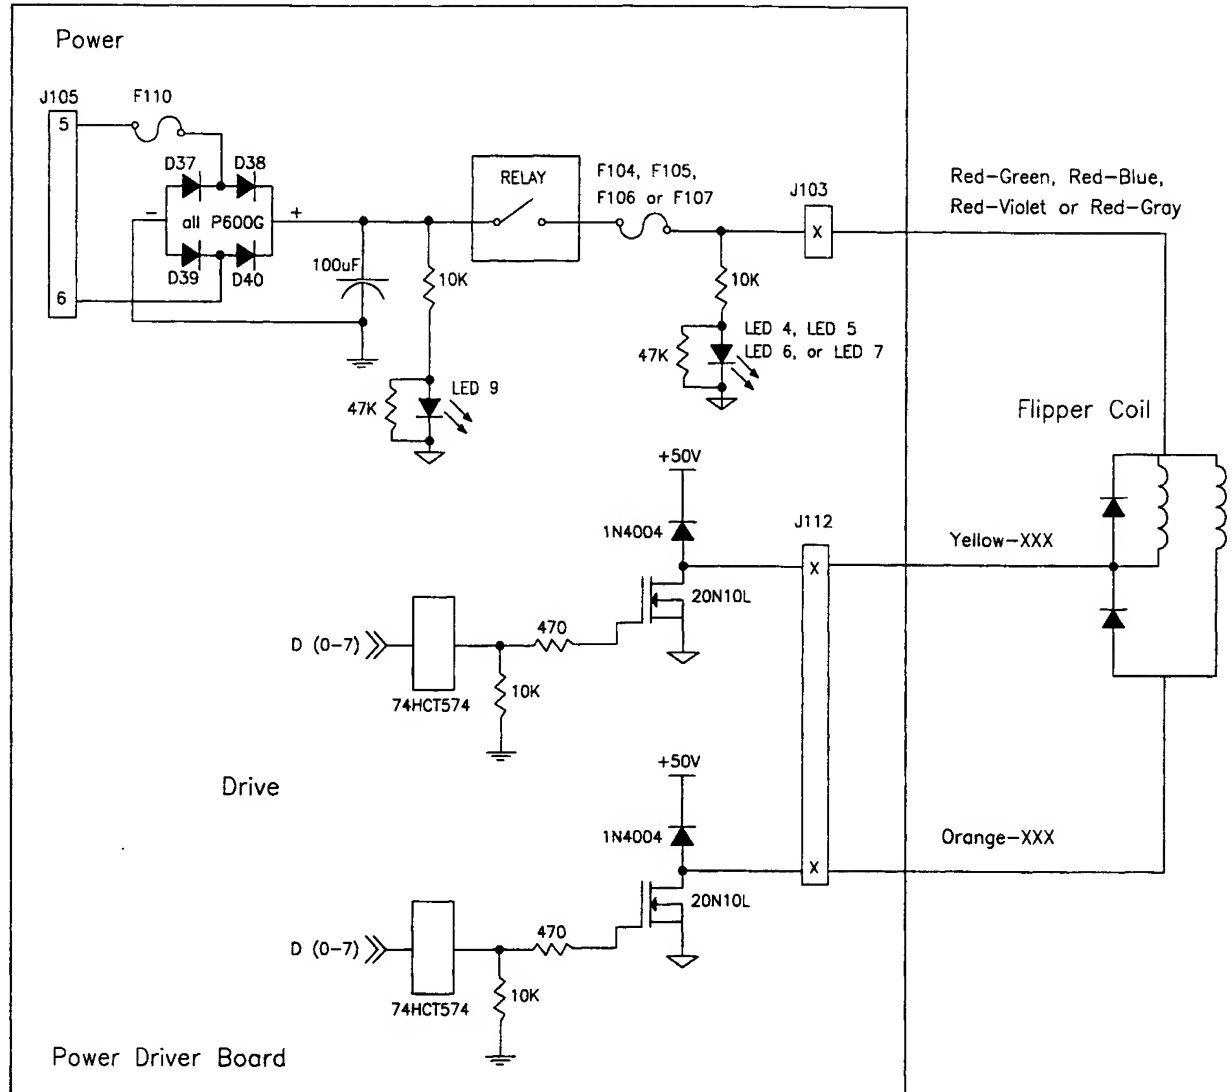 Power
J105
F110
5
D37
D38
RELAY
F104, F105,
F106 or F107
J103
Red-Green, Red-Blue,
Red-Violet or Red-Gray
-
all P600G
+
X
D39
D40
100uF
10K
10K
6
LED 4, LED 5
LED 6, or LED 7
47K
LED 9
47K
Flipper Coil
+50V
1N4004
J112
Yellow-XXX
X
20N10L
D (0-7)
470
74HCT574
10K
Drive
+50V
1N4004
Orange-XXX
X
20N10L
D (0-7)
470
74HCT574
10K
Power Driver Board